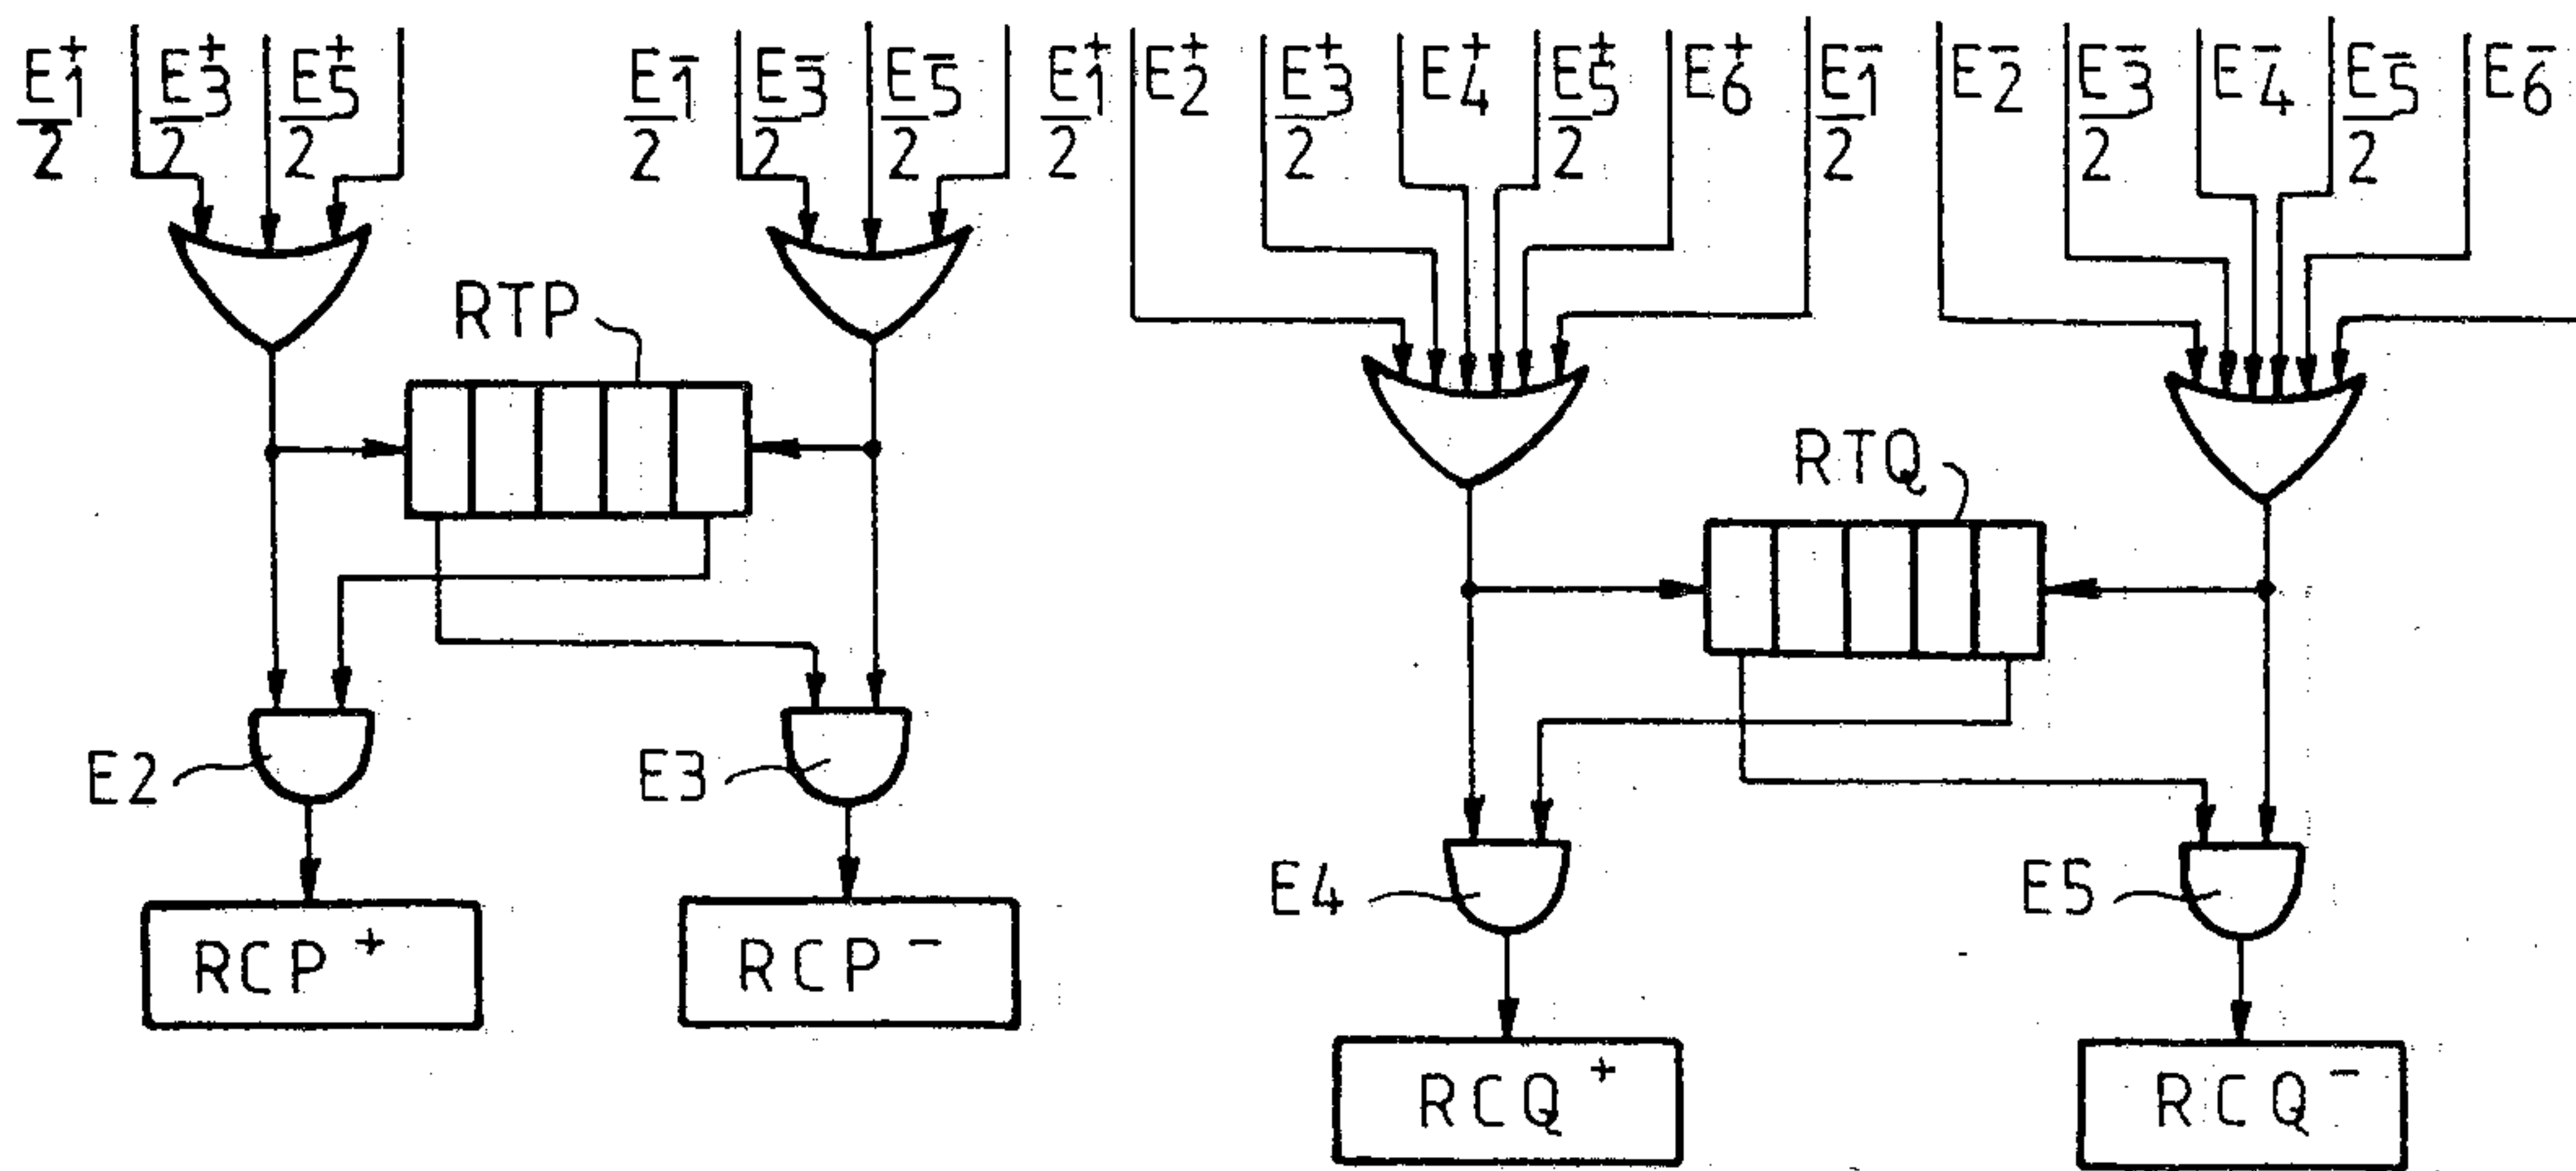 E1+/2 E3+/2 E5+/2 E1−/2 E3−/2 E5−/2 E1+/2 E2+ E3+/2 E4+ E5+/2 E6+ E1−/2 E2− E3−/2 E4− E5−/2 E6−
RTP
RTQ
E2 E3
E4 E5
RCP+ RCP−
RCQ+ RCQ−